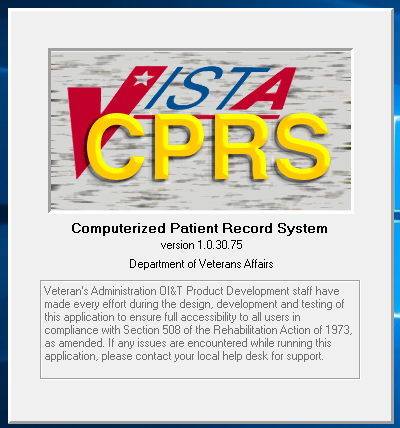 VISTA
CPRS
Computerized Patient Record System
version 1.0.30.75
Department of Veterans Affairs
Veteran's Administration OI&T Product Development staff have
made every effort during the design, development and testing of
this application to ensure full accessibility to all users in
compliance with Section 508 of the Rehabilitation Action of 1973,
as amended. If any issues are encountered while running this
application, please contact your local help desk for support.